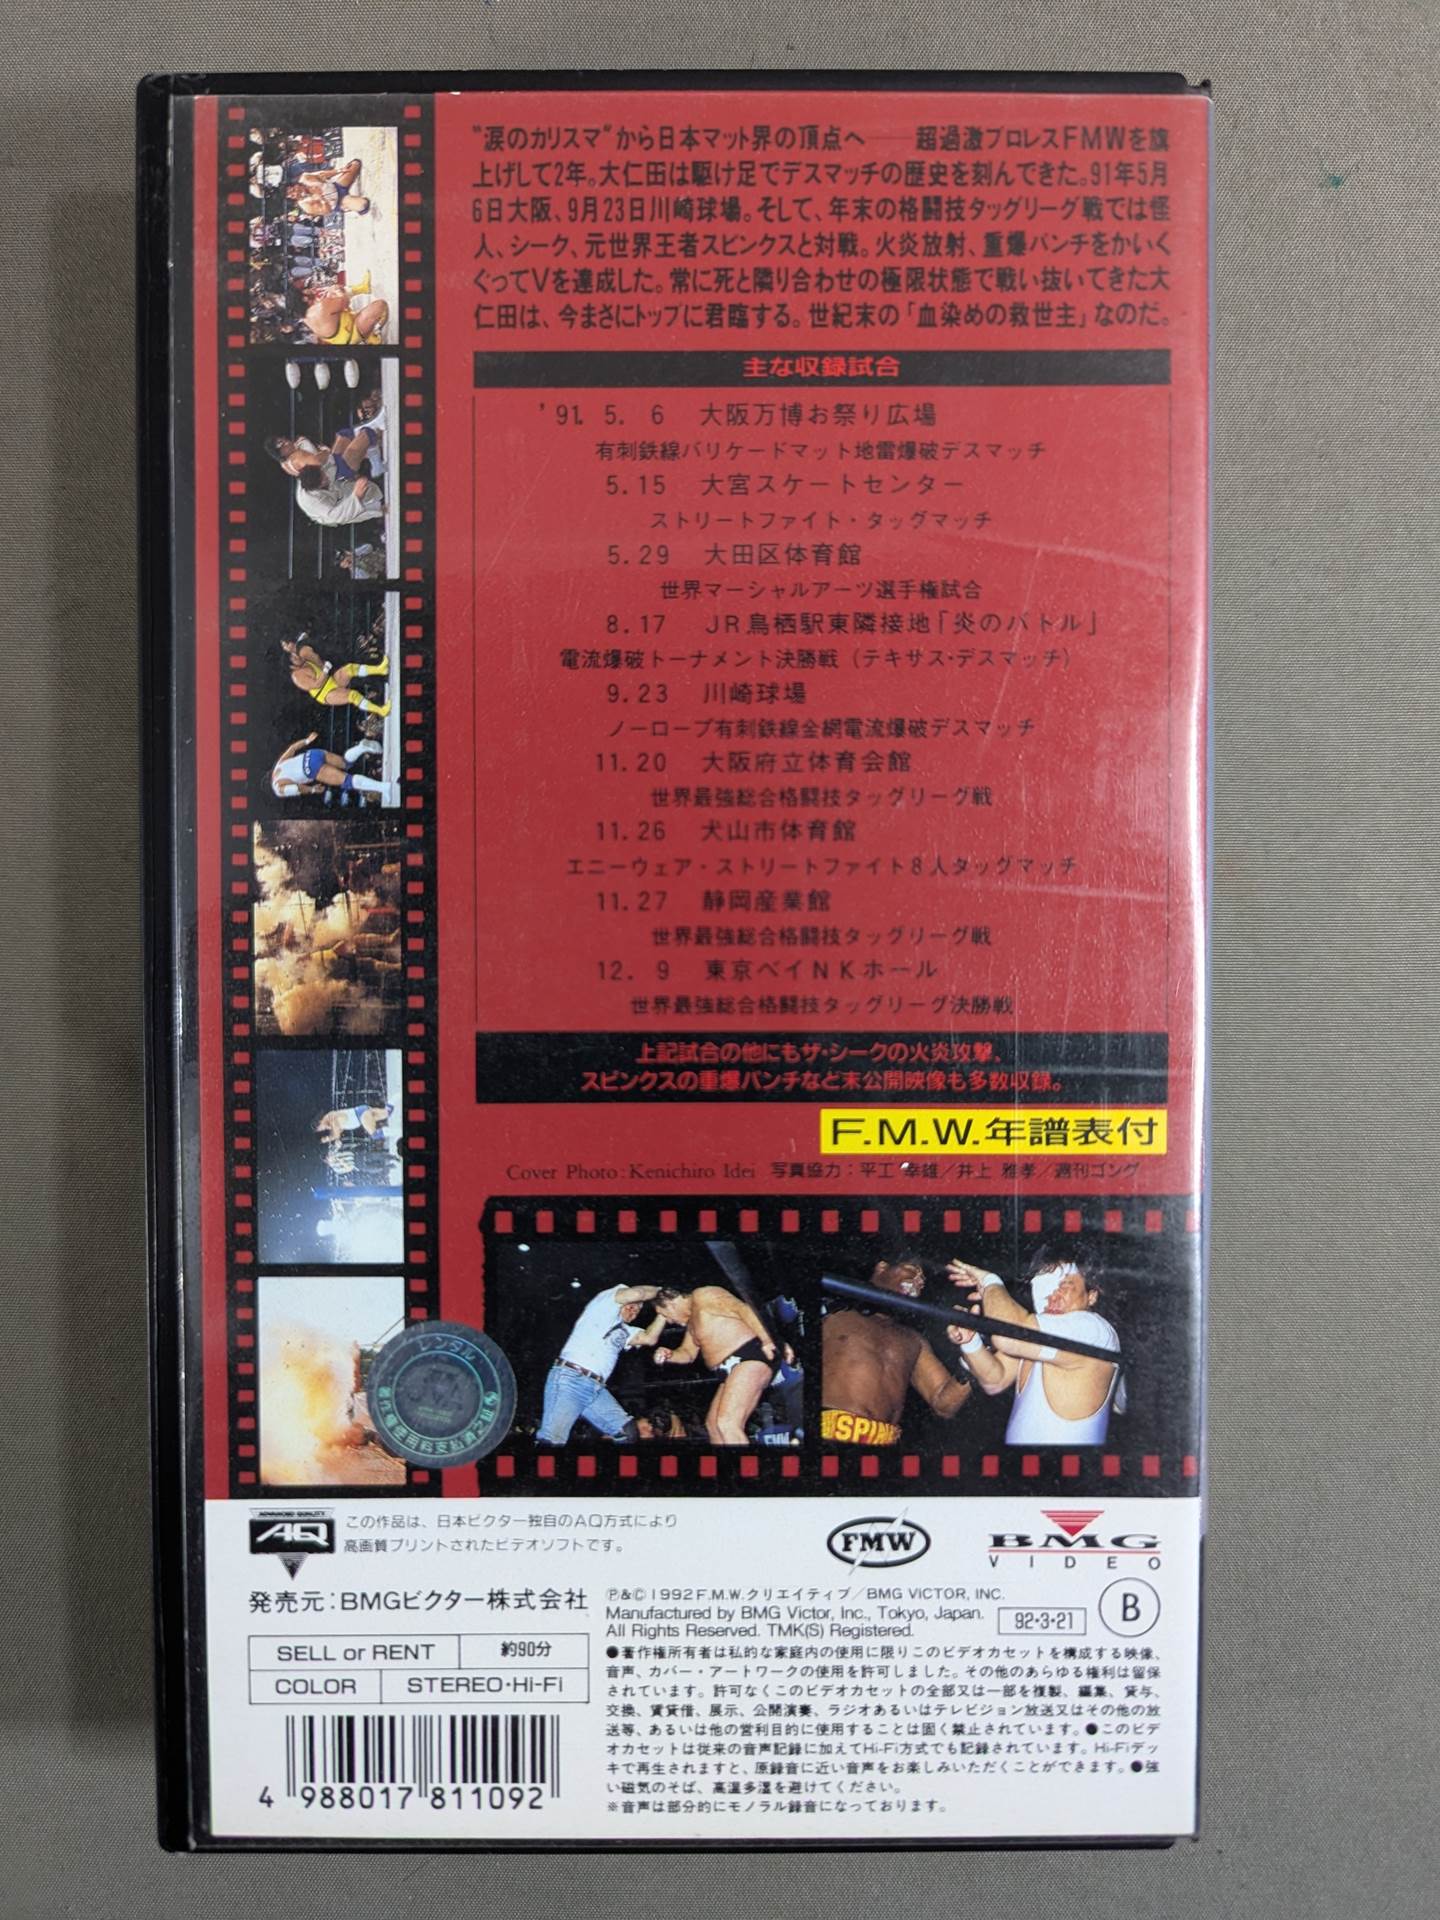 "涙のカリスマ"から日本マット界の頂点へ――超過激プロレスFMWを旗
上げして2年。大仁田は駆け足でデスマッチの歴史を刻んできた。91年5月
6日大阪、9月23日川崎球場。そして、年末の格闘技タッグリーグ戦では怪
人、シーク、元世界王者スピンクスと対戦。火炎放射、重爆パンチをかいく
ぐってVを達成した。常に死と隣り合わせの極限状態で戦い抜いてきた大
仁田は、今まさにトップに君臨する。世紀末の「血染めの救世主」なのだ。
主な収録試合
'91. 5. 6 大阪万博お祭り広場
有刺鉄線バリケードマット地雷爆破デスマッチ
5.15 大宮スケートセンター
ストリートファイト・タッグマッチ
5.29 大田区体育館
世界マーシャルアーツ選手権試合
8.17 JR鳥栖駅東隣接地「炎のバトル」
電流爆破トーナメント決勝戦（テキサス・デスマッチ）
9.23 川崎球場
ノーロープ有刺鉄線金網電流爆破デスマッチ
11.20 大阪府立体育会館
世界最強総合格闘技タッグリーグ戦
11.26 犬山市体育館
エニーウェア・ストリートファイト8人タッグマッチ
11.27 静岡産業館
世界最強総合格闘技タッグリーグ戦
12. 9 東京ベイNKホール
世界最強総合格闘技タッグリーグ決勝戦
上記試合の他にもザ・シークの火炎攻撃、
スピンクスの重爆パンチなど未公開映像も多数収録。
F.M.W.年譜表付
Cover Photo:Kenichiro Idei 写真協力：平工 幸雄／井上 雅孝／週刊ゴング
SPIN
FMW
レンタル
著作権使用料支払済之証
ADVANCED QUALITY
AQ
この作品は、日本ビクター独自のAQ方式により
高画質プリントされたビデオソフトです。
FMW
BMG
VIDEO
発売元：BMGビクター株式会社
SELL or RENT 約90分
COLOR STEREO・Hi-Fi
4 988017 811092
Ⓟ&© 1992 F.M.W.クリエイティブ／BMG VICTOR, INC.
Manufactured by BMG Victor, Inc., Tokyo, Japan.
All Rights Reserved. TMK(S) Registered.
92・3・21
B
●著作権所有者は私的な家庭内の使用に限りこのビデオカセットを構成する映像、
音声、カバー・アートワークの使用を許可しました。その他のあらゆる権利は留保
されています。許可なくこのビデオカセットの全部又は一部を複製、編集、貸与、
交換、賃貸借、展示、公開演奏、ラジオあるいはテレビジョン放送又はその他の放
送等、あるいは他の営利目的に使用することは固く禁止されています。●このビデ
オカセットは従来の音声記録に加えてHi-Fi方式でも記録されています。Hi-Fiデッ
キで再生されますと、原録音に近い音声をお楽しみいただくことができます。●強
い磁気のそば、高温多湿を避けてください。
※音声は部分的にモノラル録音になっております。